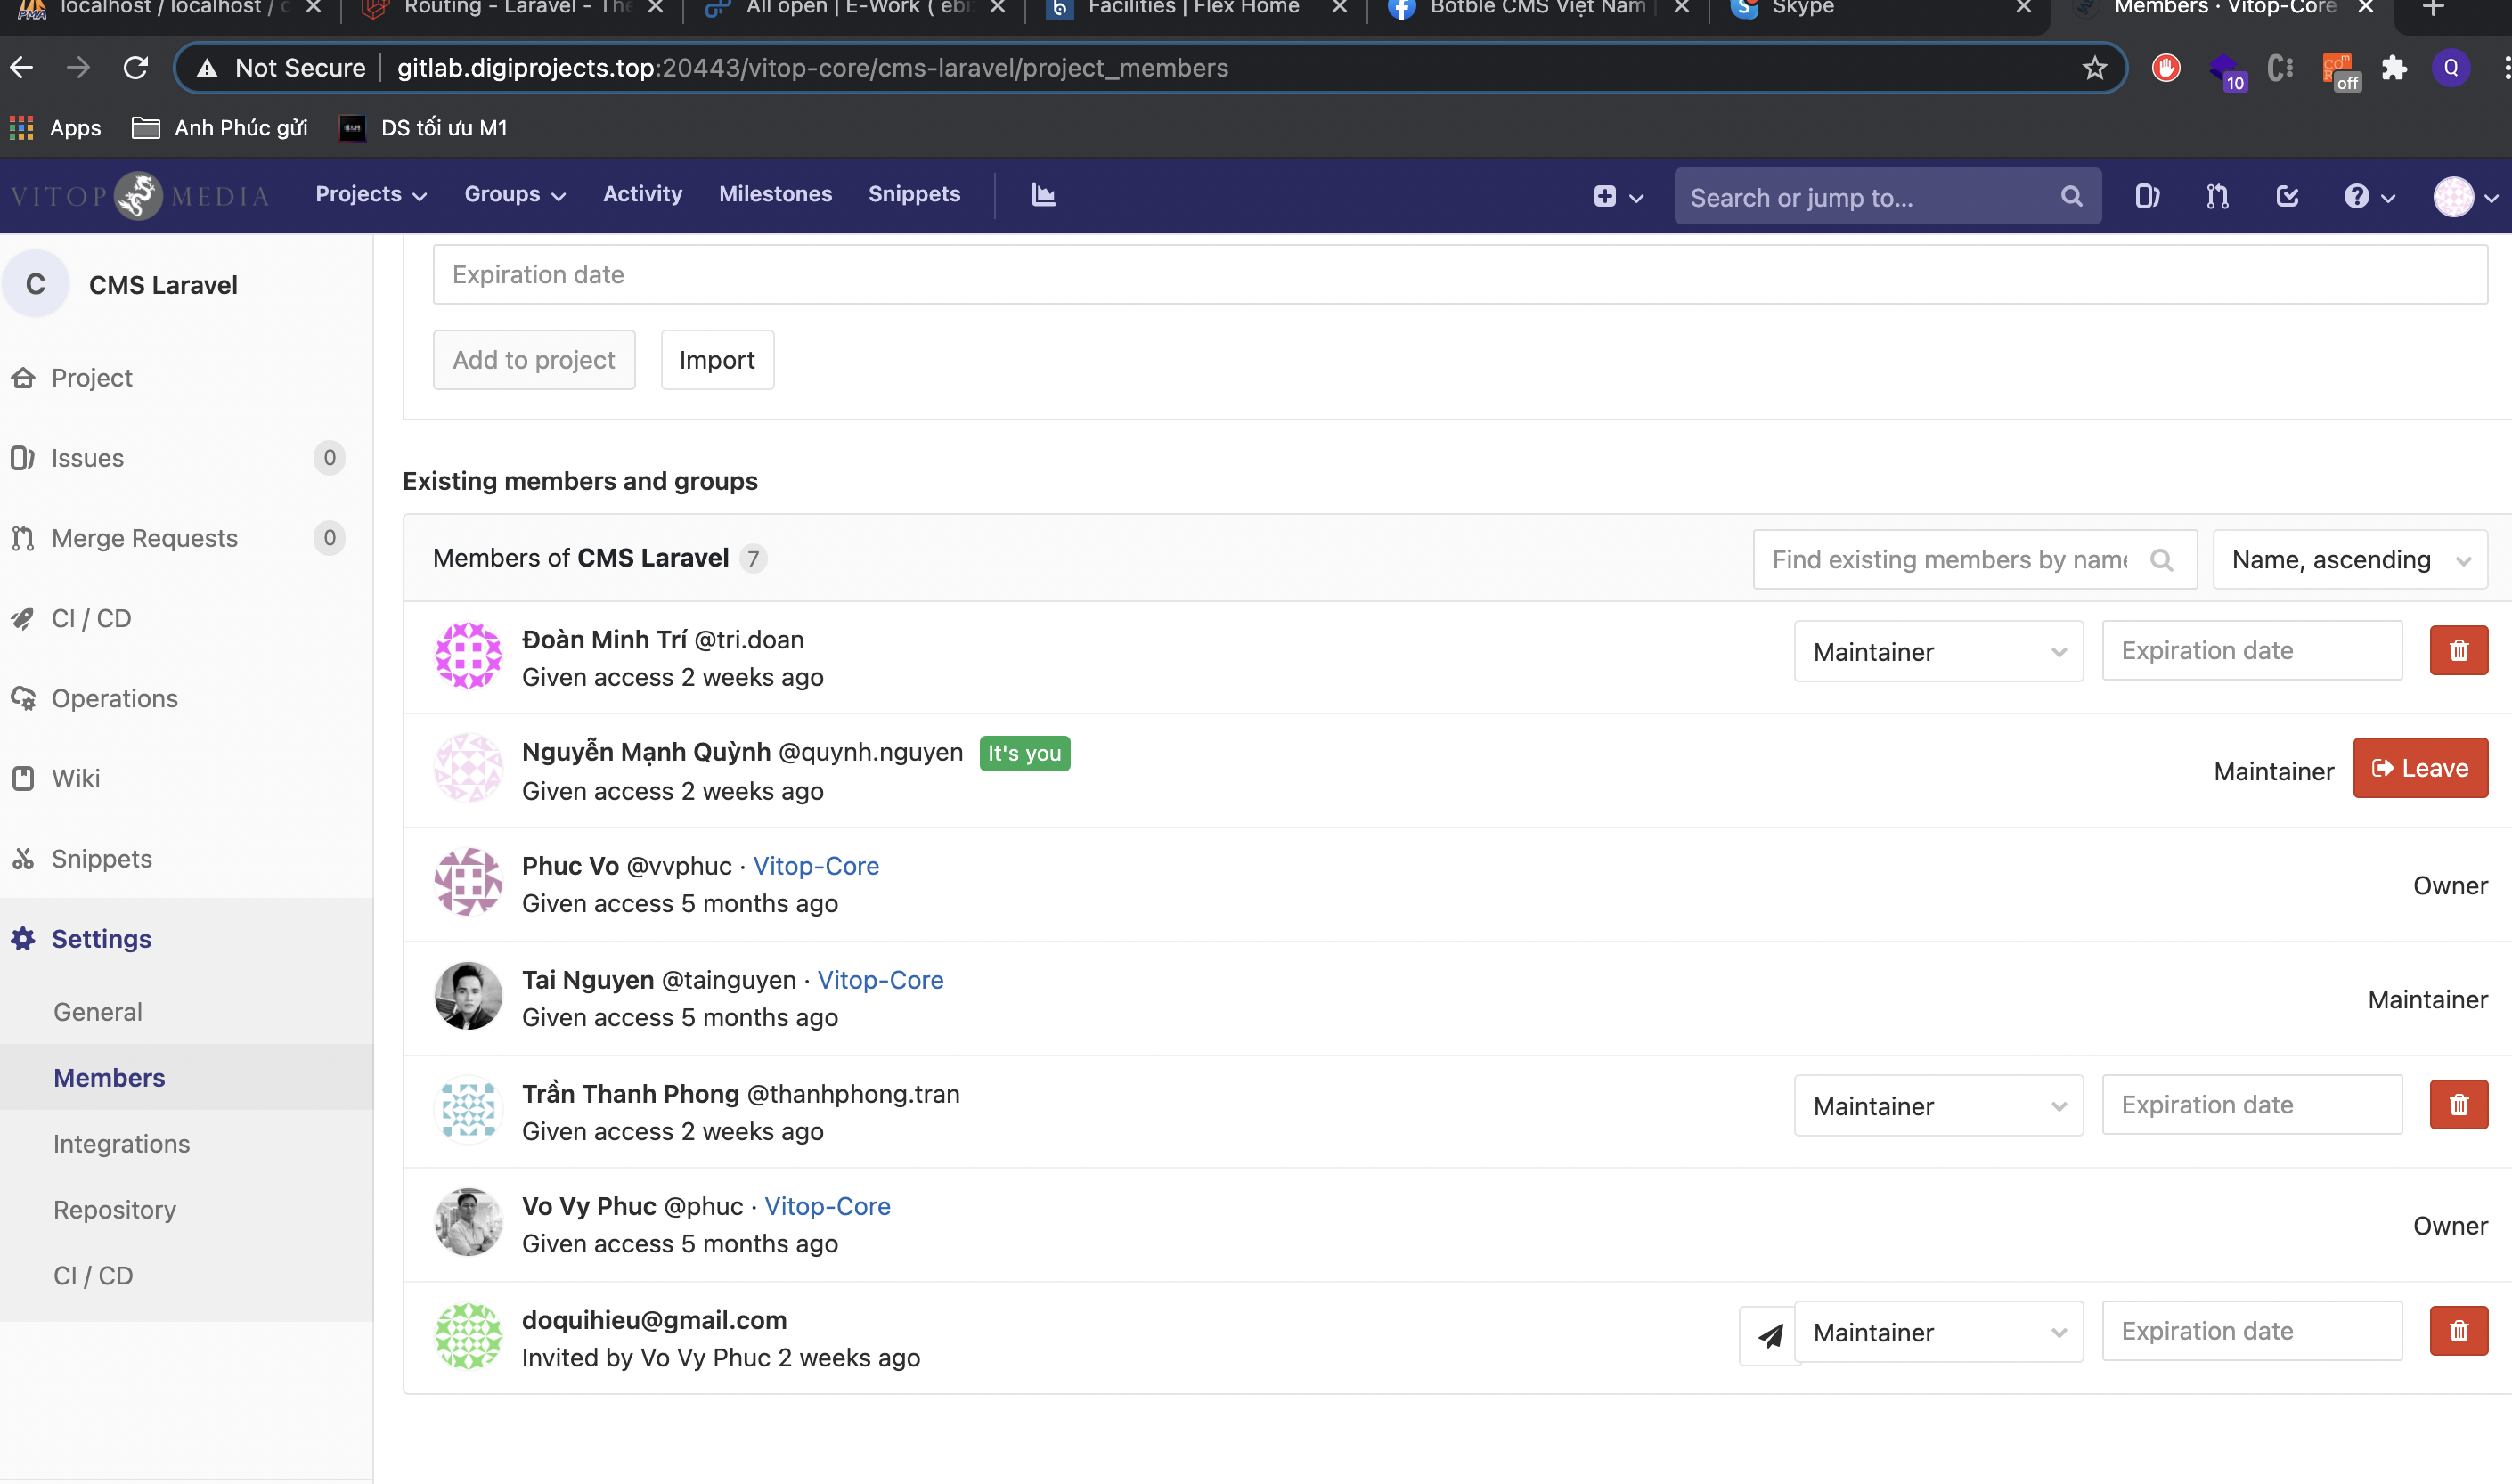 localhost / localhost / c
Routing - Laravel - The
All open | E-Work ( ebiz
Facilities | Flex Home
Botble CMS Việt Nam |
Skype
Members · Vitop-Core
Not Secure
gitlab.digiprojects.top:20443/vitop-core/cms-laravel/project_members
10
off
Q
Apps
Anh Phúc gửi
DS tối ưu M1
VITOP MEDIA
Projects
Groups
Activity
Milestones
Snippets
Search or jump to...
C
CMS Laravel
Project
Issues
0
Merge Requests
0
CI / CD
Operations
Wiki
Snippets
Settings
General
Members
Integrations
Repository
CI / CD
Expiration date
Add to project
Import
Existing members and groups
Members of CMS Laravel 7
Find existing members by name
Name, ascending
Đoàn Minh Trí @tri.doan
Given access 2 weeks ago
Maintainer
Expiration date
Nguyễn Mạnh Quỳnh @quynh.nguyen It's you
Given access 2 weeks ago
Maintainer
Leave
Phuc Vo @vvphuc · Vitop-Core
Given access 5 months ago
Owner
Tai Nguyen @tainguyen · Vitop-Core
Given access 5 months ago
Maintainer
Trần Thanh Phong @thanhphong.tran
Given access 2 weeks ago
Maintainer
Expiration date
Vo Vy Phuc @phuc · Vitop-Core
Given access 5 months ago
Owner
doquihieu@gmail.com
Invited by Vo Vy Phuc 2 weeks ago
Maintainer
Expiration date